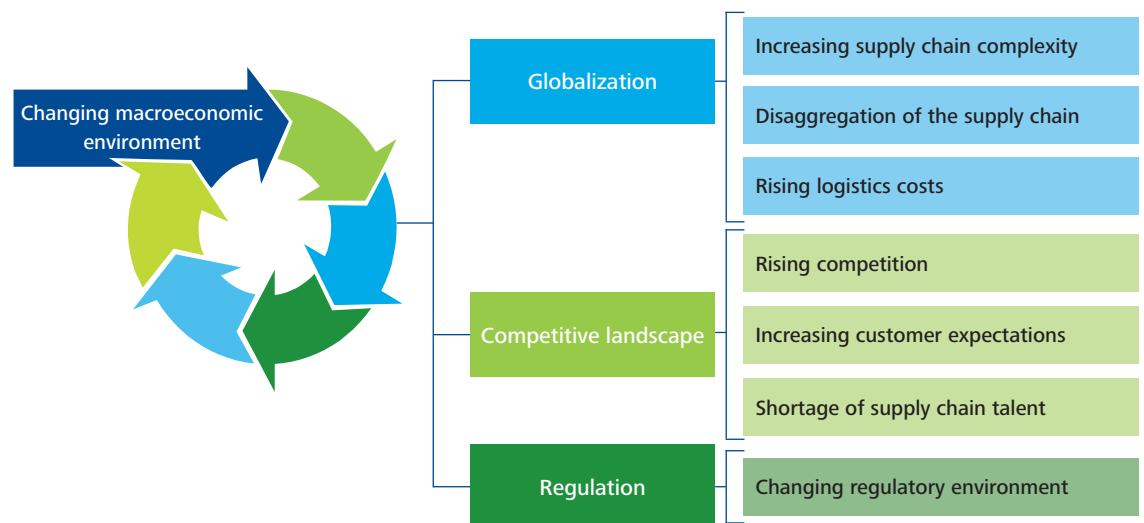 Changing macroeconomic
environment
Globalization
Increasing supply chain complexity
Disaggregation of the supply chain
Rising logistics costs
Competitive landscape
Rising competition
Increasing customer expectations
Shortage of supply chain talent
Regulation
Changing regulatory environment